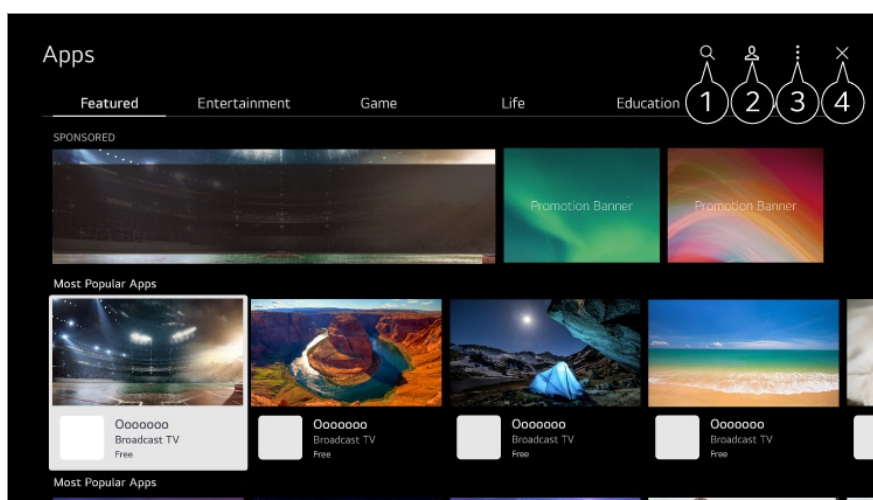 Apps
Featured Entertainment Game Life Education
1 2 3 4
SPONSORED
Promotion Banner Promotion Banner
Most Popular Apps
Ooooooo Ooooooo Ooooooo Ooooooo
Broadcast TV Broadcast TV Broadcast TV Broadcast TV
Free Free Free Free
Most Popular Apps